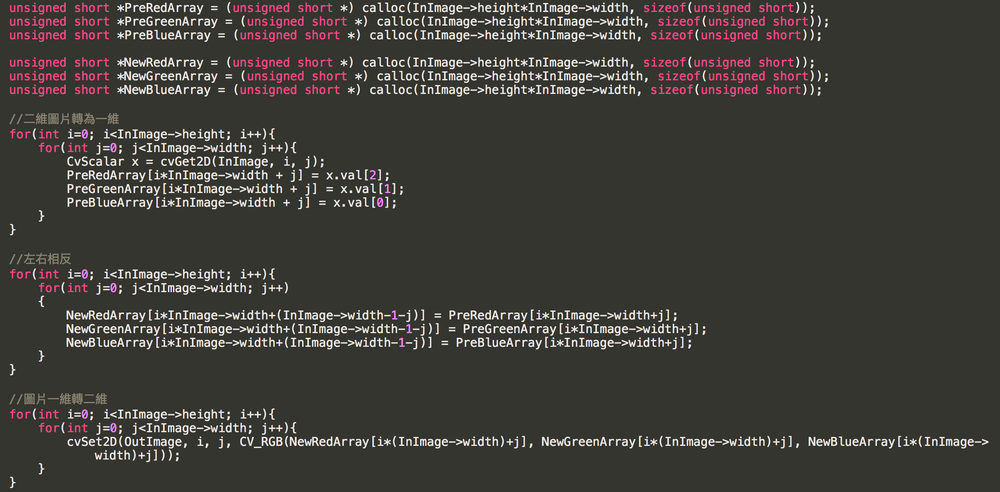 unsigned short *PreRedArray = (unsigned short *) calloc(InImage->height*InImage->width, sizeof(unsigned short));
unsigned short *PreGreenArray = (unsigned short *) calloc(InImage->height*InImage->width, sizeof(unsigned short));
unsigned short *PreBlueArray = (unsigned short *) calloc(InImage->height*InImage->width, sizeof(unsigned short));

unsigned short *NewRedArray = (unsigned short *) calloc(InImage->height*InImage->width, sizeof(unsigned short));
unsigned short *NewGreenArray = (unsigned short *) calloc(InImage->height*InImage->width, sizeof(unsigned short));
unsigned short *NewBlueArray = (unsigned short *) calloc(InImage->height*InImage->width, sizeof(unsigned short));

//二維圖片轉為一維
for(int i=0; i<InImage->height; i++){
    for(int j=0; j<InImage->width; j++){
        CvScalar x = cvGet2D(InImage, i, j);
        PreRedArray[i*InImage->width + j] = x.val[2];
        PreGreenArray[i*InImage->width + j] = x.val[1];
        PreBlueArray[i*InImage->width + j] = x.val[0];
    }
}

//左右相反
for(int i=0; i<InImage->height; i++){
    for(int j=0; j<InImage->width; j++)
    {
        NewRedArray[i*InImage->width+(InImage->width-1-j)] = PreRedArray[i*InImage->width+j];
        NewGreenArray[i*InImage->width+(InImage->width-1-j)] = PreGreenArray[i*InImage->width+j];
        NewBlueArray[i*InImage->width+(InImage->width-1-j)] = PreBlueArray[i*InImage->width+j];
    }
}

//圖片一維轉二維
for(int i=0; i<InImage->height; i++){
    for(int j=0; j<InImage->width; j++){
        cvSet2D(OutImage, i, j, CV_RGB(NewRedArray[i*(InImage->width)+j], NewGreenArray[i*(InImage->width)+j], NewBlueArray[i*(InImage->
            width)+j]));
    }
}